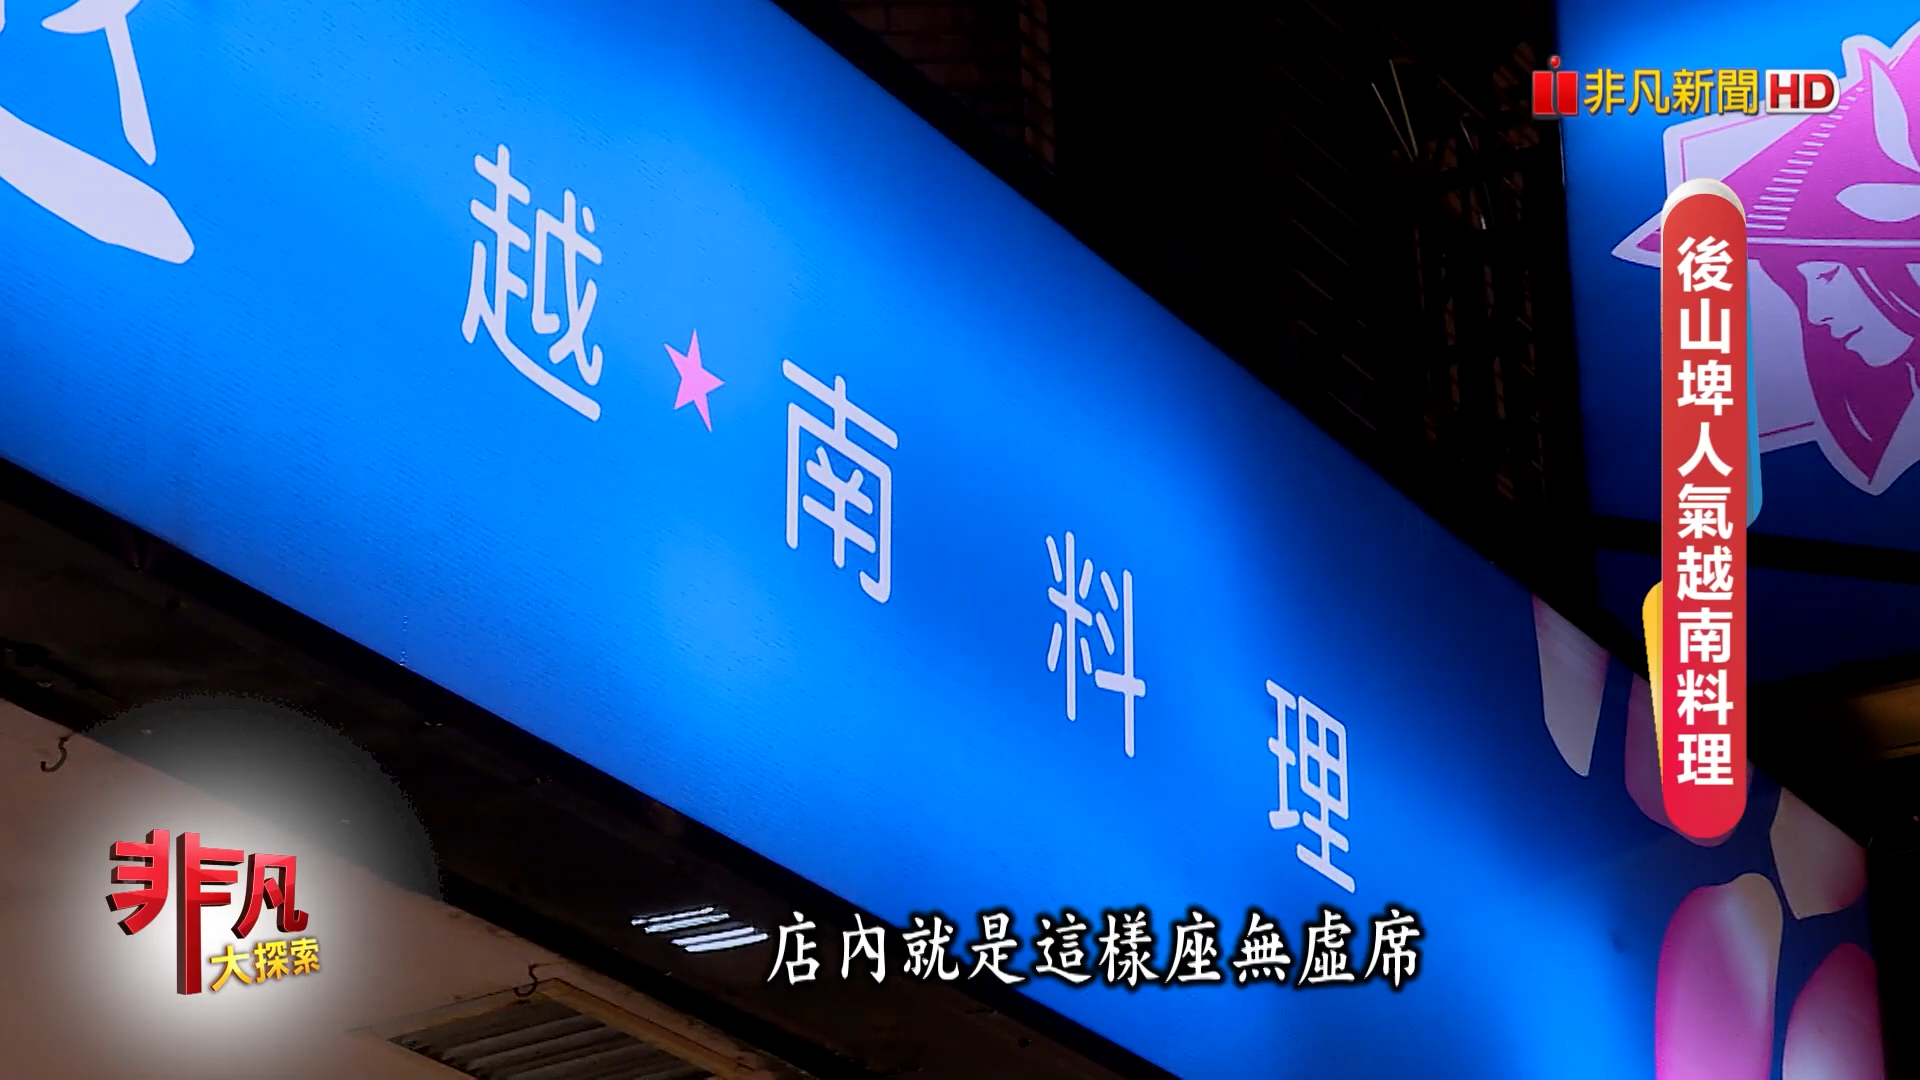 非凡新聞HD
越★南料理
後山埤人氣越南料理
非凡
大探索
店內就是這樣座無虛席